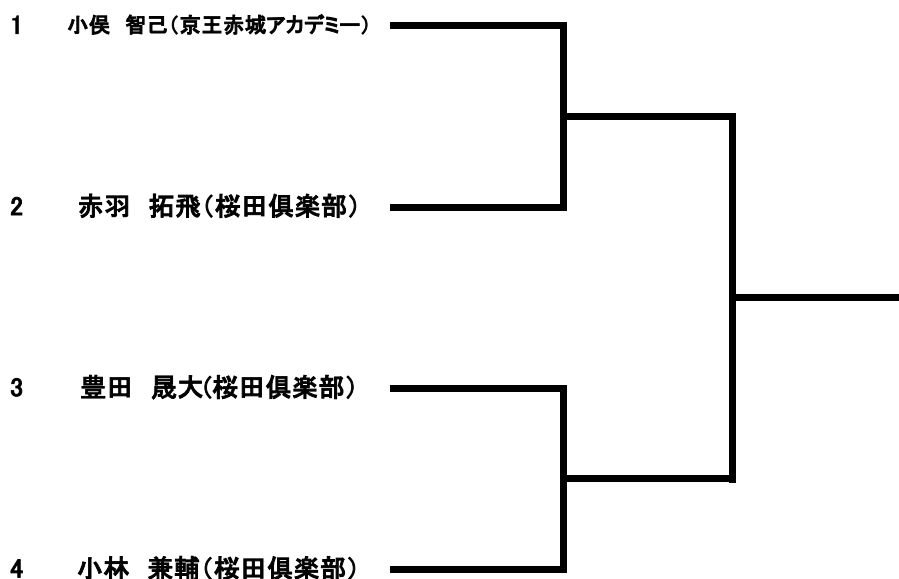 1 小俣 智己(京王赤城アカデミー)
2 赤羽 拓飛(桜田倶楽部)
3 豊田 晟大(桜田倶楽部)
4 小林 兼輔(桜田倶楽部)